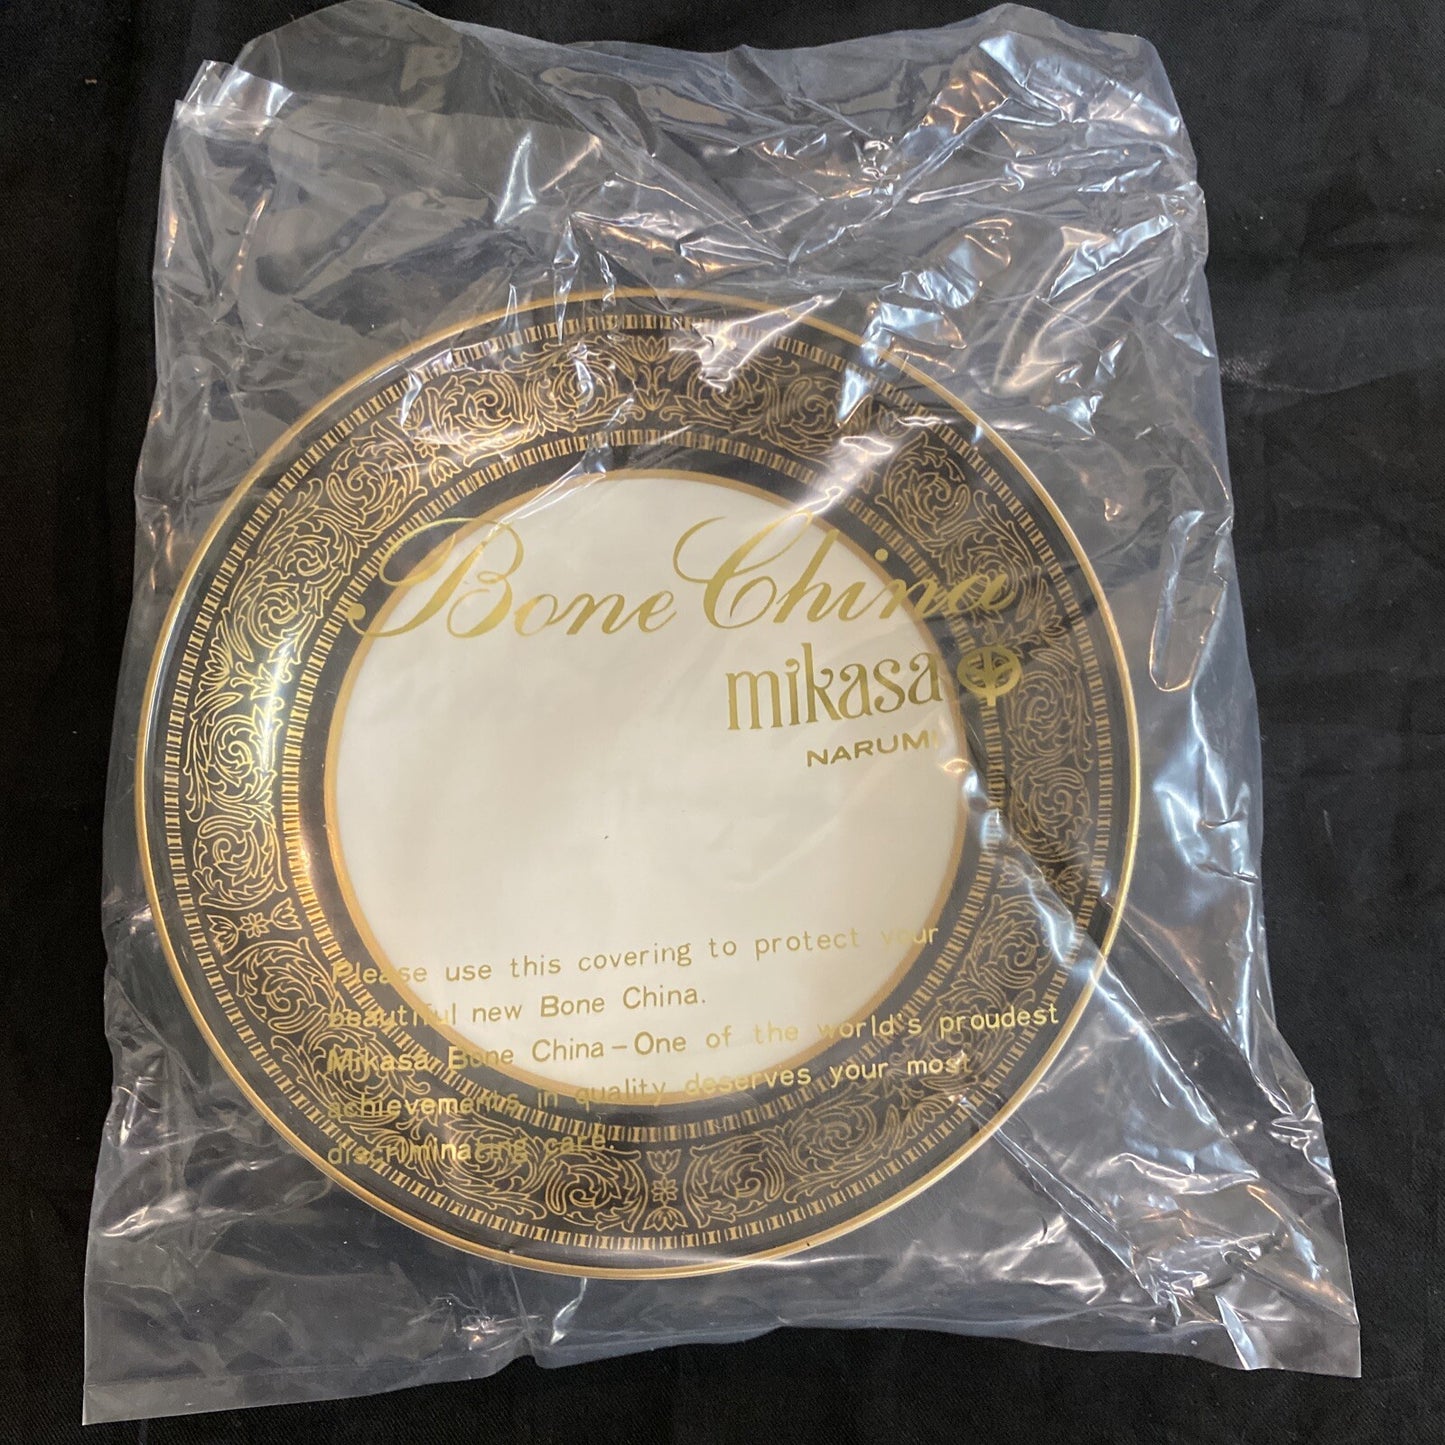 Bone China
mikasa
NARUMI
Please use this covering to protect your
beautiful new Bone China.
Mikasa Bone China-One of the world's proudest
achievements in quality deserves your most
discriminating care.